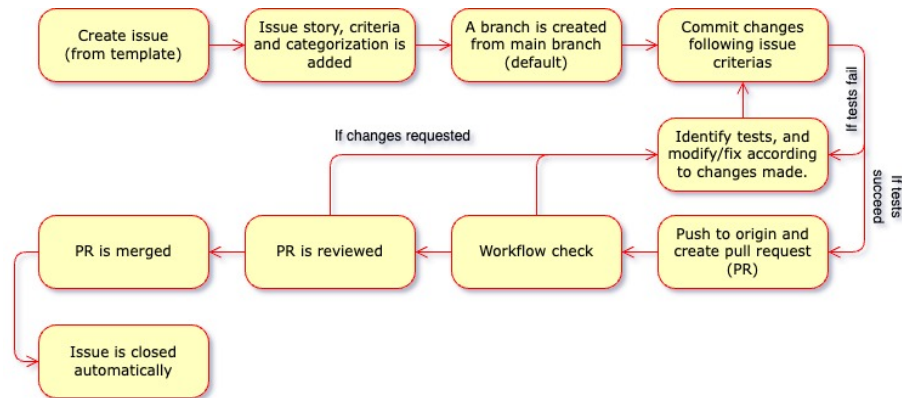 Create issue
(from template)
Issue story, criteria
and categorization is
added
A branch is created
from main branch
(default)
Commit changes
following issue
criterias
If tests fail
If changes requested
Identify tests, and
modify/fix according
to changes made.
If tests
succeed
PR is merged
PR is reviewed
Workflow check
Push to origin and
create pull request
(PR)
Issue is closed
automatically